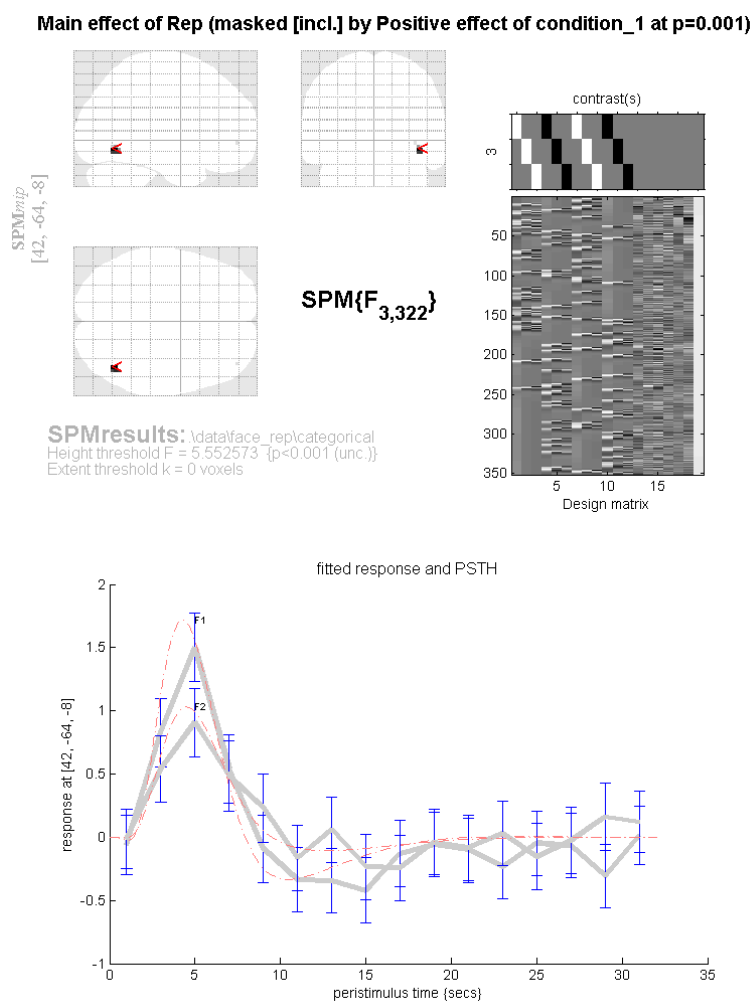 Main effect of Rep (masked [incl.] by Positive effect of condition_1 at p=0.001)
SPMmip
[42, -64, -8]
<
<
<
SPM{F3,322}
contrast(s)
3
50
100
150
200
250
300
350
5 10 15
Design matrix
SPMresults: .\data\face_rep\categorical
Height threshold F = 5.552573 {p<0.001 (unc.)}
Extent threshold k = 0 voxels
fitted response and PSTH
response at [42, -64, -8]
2
1.5
1
0.5
0
-0.5
-1
F1
F2
0 5 10 15 20 25 30 35
peristimulus time {secs}